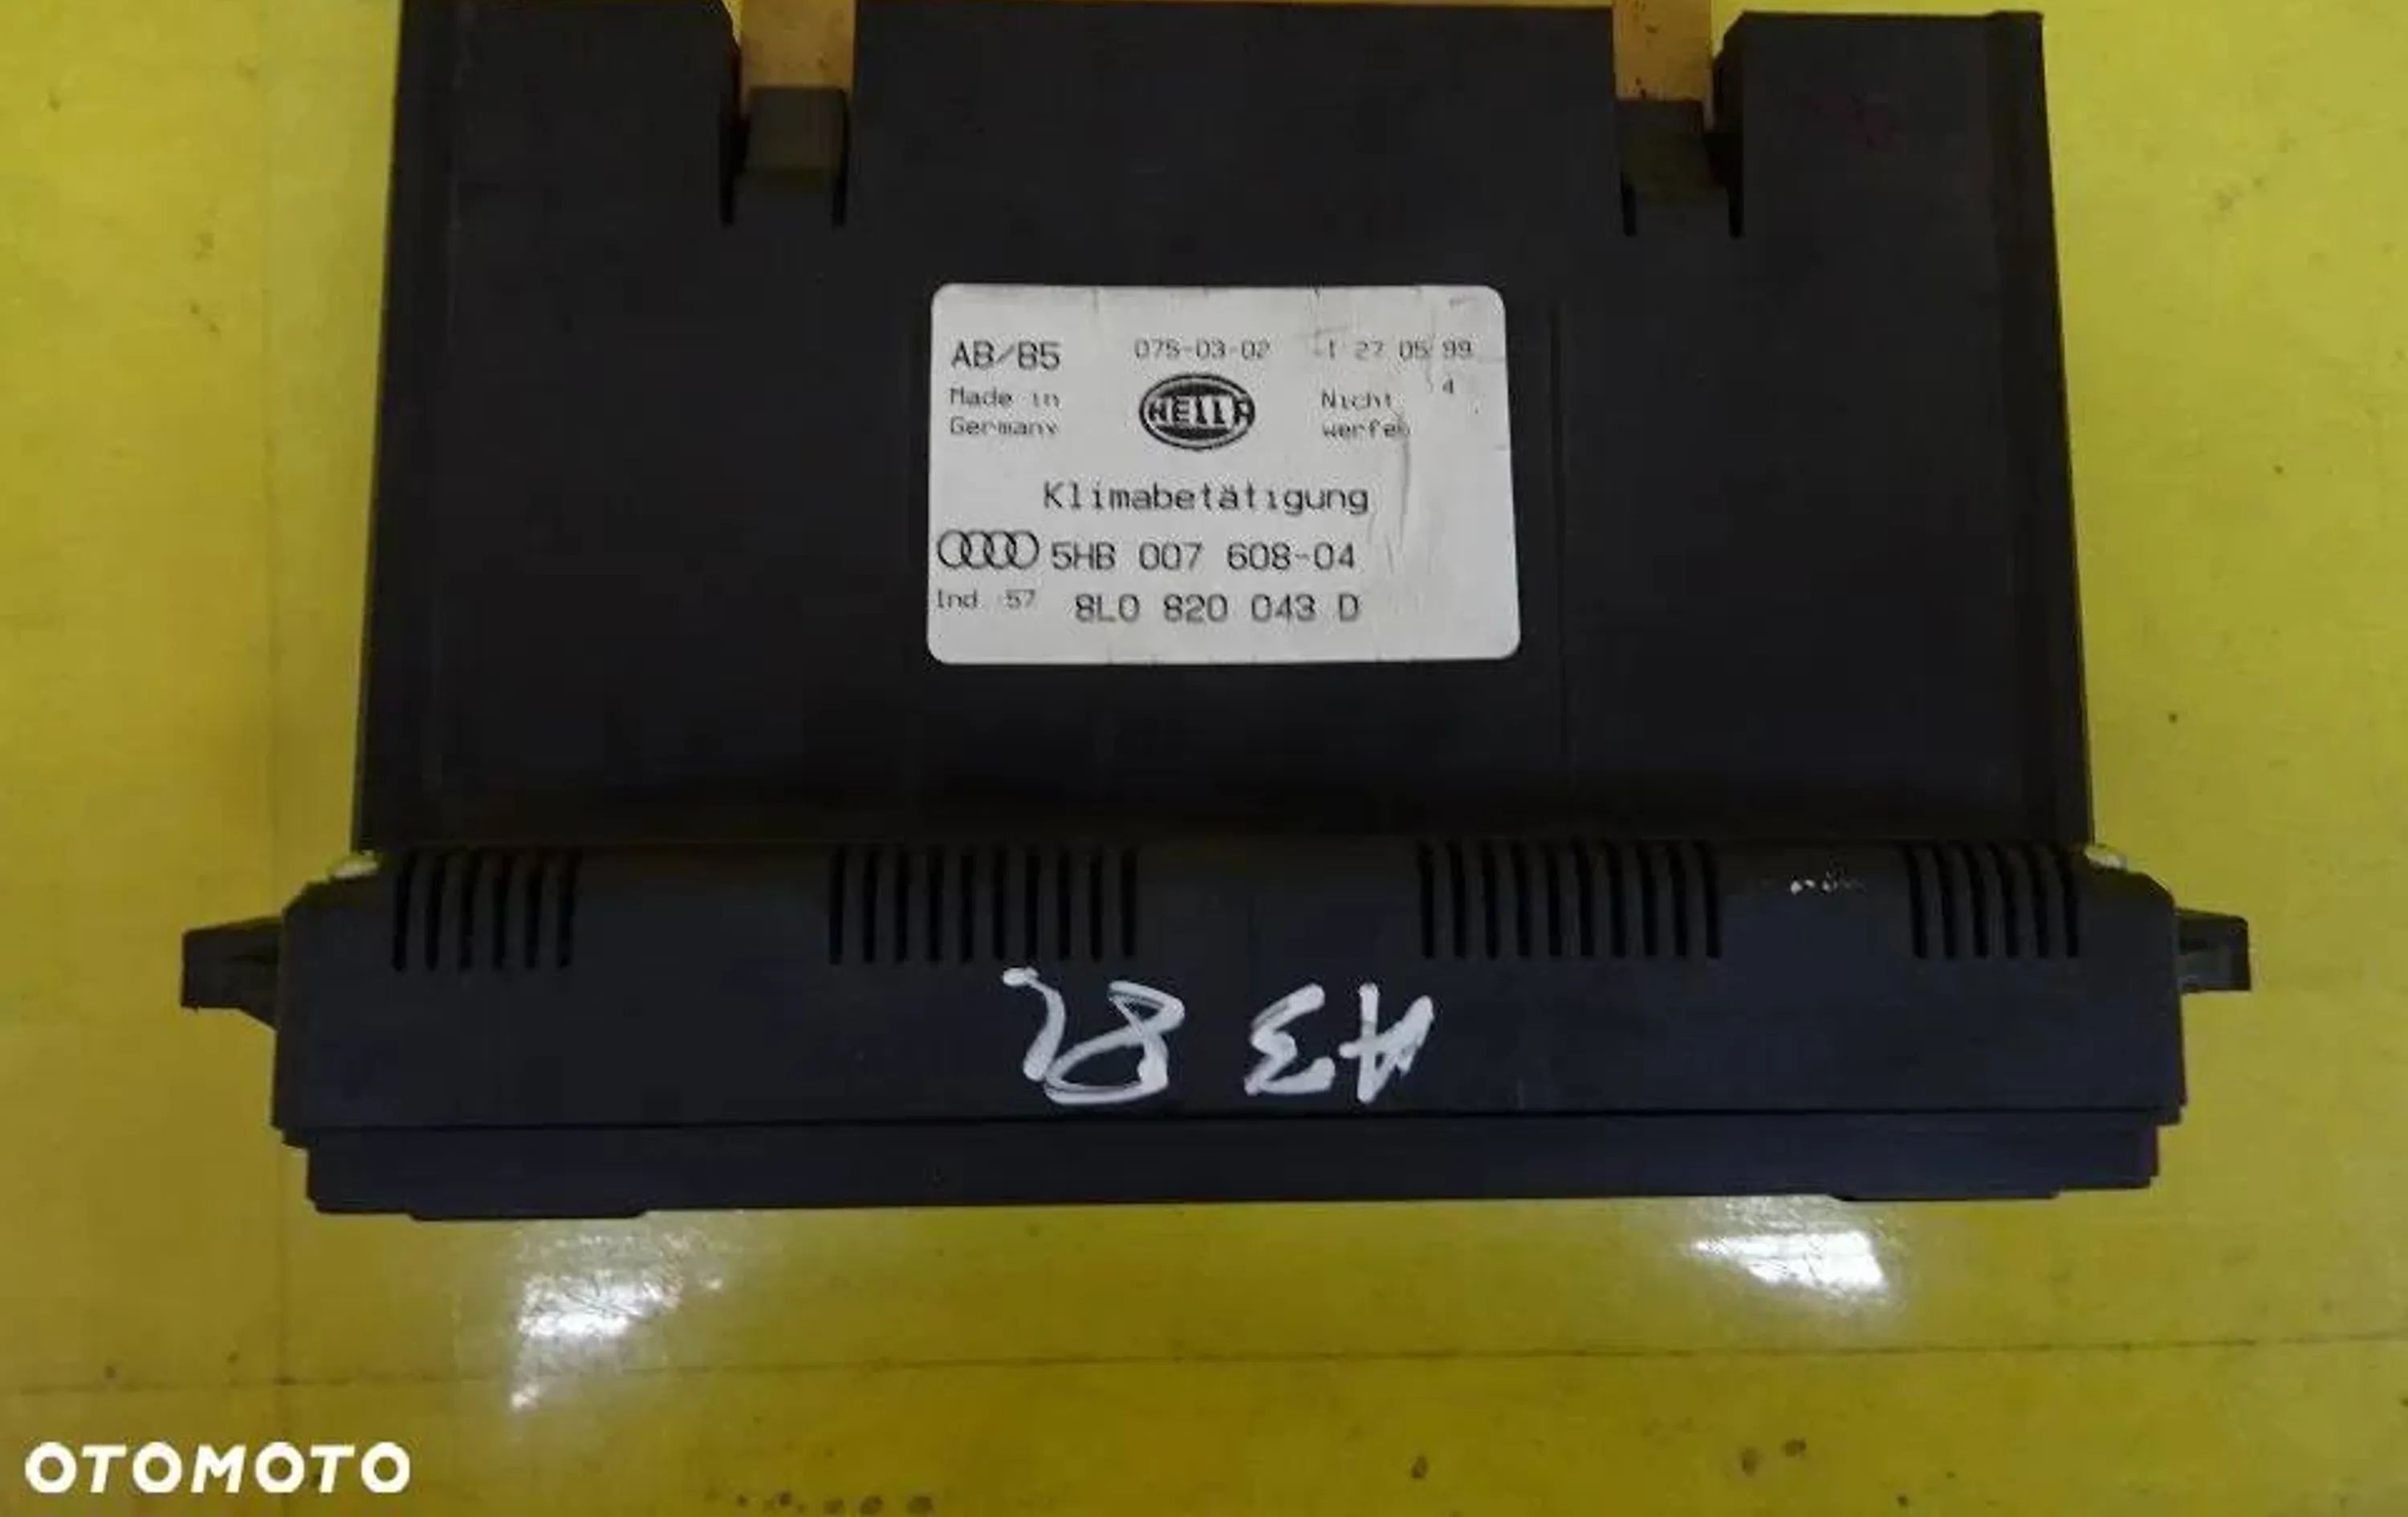 AB/B5 075-03-02 1 27 05 99
4
Made in HELLA Nicht
Germany werfen
Klimabetätigung
5HB 007 608-04
Ind 57 8L0 820 043 D
A3 8L
OTOMOTO